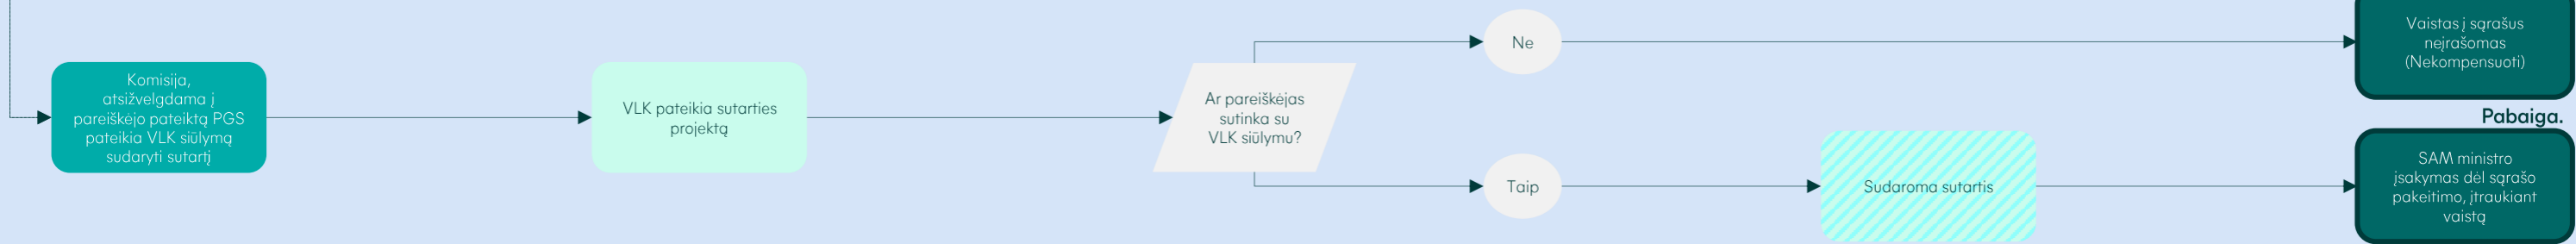 Komisija,
atsižvelgdama į
pareiškėjo pateiktą PGS
pateikia VLK siūlymą
sudaryti sutartį
VLK pateikia sutarties
projektą
Ar pareiškėjas
sutinka su
VLK siūlymu?
Ne
Vaistas į sąrašus
neįrašomas
(Nekompensuoti)
Pabaiga.
Taip
Sudaroma sutartis
SAM ministro
įsakymas dėl sąrašo
pakeitimo, įtraukiant
vaistą